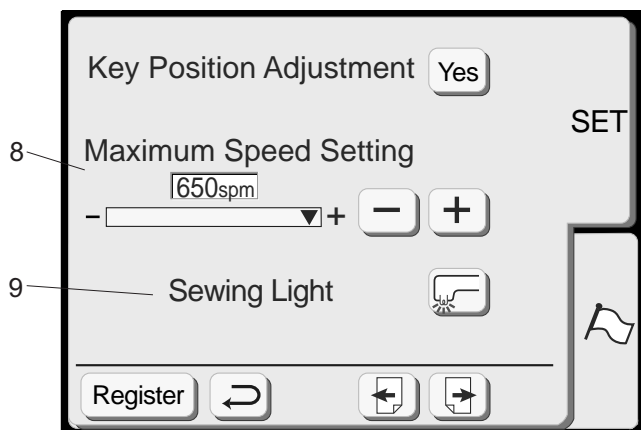 Key Position Adjustment Yes
SET
8 Maximum Speed Setting
650spm
- +
− +
9 Sewing Light
Register